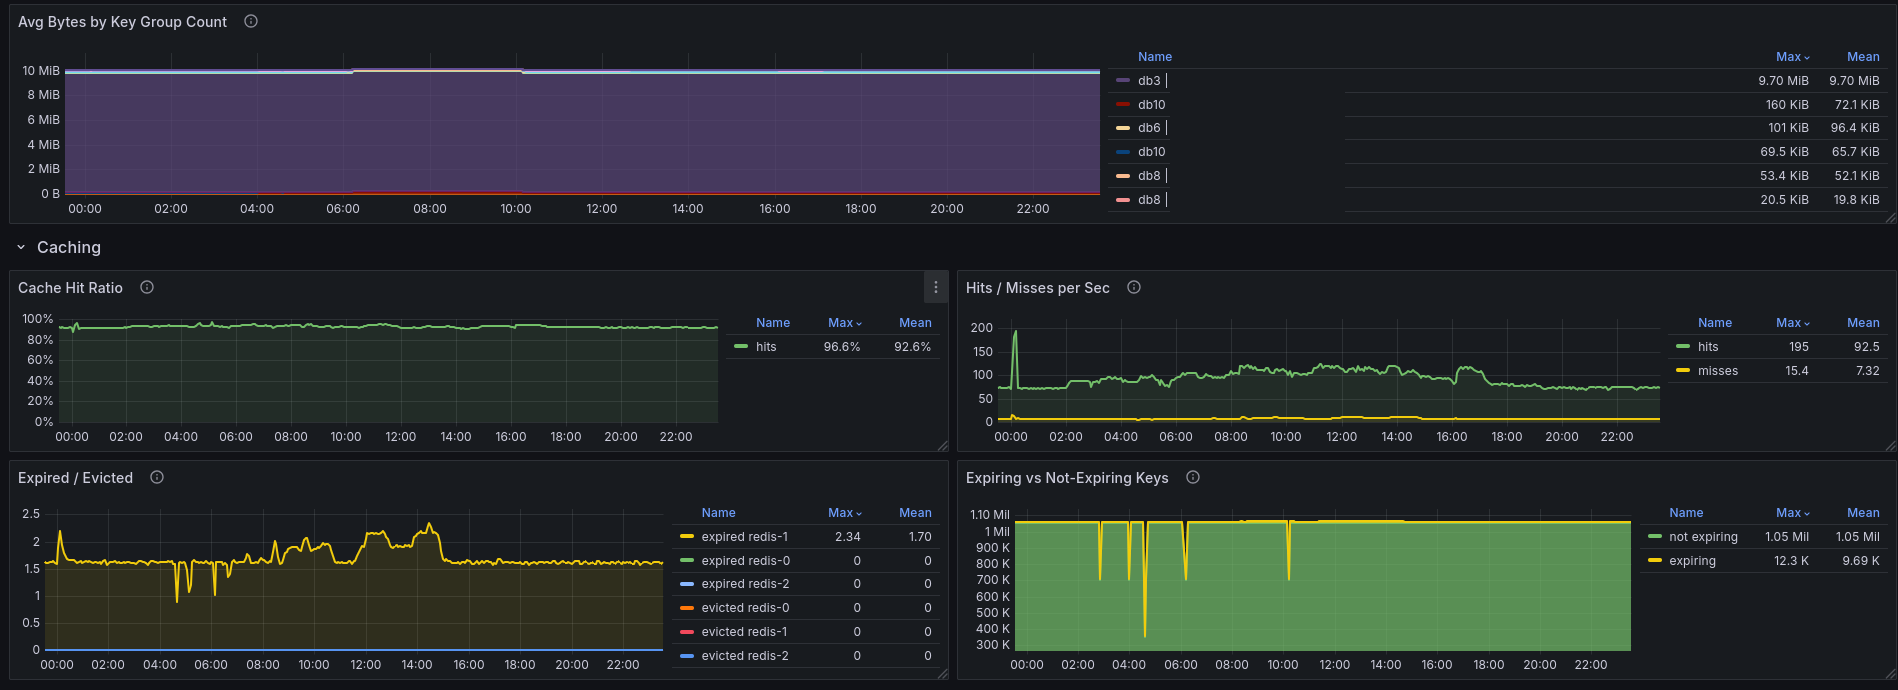 Avg Bytes by Key Group Count
Name Max Mean
10 MiB
8 MiB
6 MiB
4 MiB
2 MiB
0 B
00:00 02:00 04:00 06:00 08:00 10:00 12:00 14:00 16:00 18:00 20:00 22:00
db3 | 9.70 MiB 9.70 MiB
db10 160 KiB 72.1 KiB
db6 | 101 KiB 96.4 KiB
db10 69.5 KiB 65.7 KiB
db8 | 53.4 KiB 52.1 KiB
db8 | 20.5 KiB 19.8 KiB
Caching
Cache Hit Ratio
100%
80%
60%
40%
20%
0%
00:00 02:00 04:00 06:00 08:00 10:00 12:00 14:00 16:00 18:00 20:00 22:00
Name Max Mean
hits 96.6% 92.6%
Hits / Misses per Sec
200
150
100
50
0
00:00 02:00 04:00 06:00 08:00 10:00 12:00 14:00 16:00 18:00 20:00 22:00
Name Max Mean
hits 195 92.5
misses 15.4 7.32
Expired / Evicted
2.5
2
1.5
1
0.5
0
00:00 02:00 04:00 06:00 08:00 10:00 12:00 14:00 16:00 18:00 20:00 22:00
Name Max Mean
expired redis-1 2.34 1.70
expired redis-0 0 0
expired redis-2 0 0
evicted redis-0 0 0
evicted redis-1 0 0
evicted redis-2 0 0
Expiring vs Not-Expiring Keys
1.10 Mil
1 Mil
900 K
800 K
700 K
600 K
500 K
400 K
300 K
00:00 02:00 04:00 06:00 08:00 10:00 12:00 14:00 16:00 18:00 20:00 22:00
Name Max Mean
not expiring 1.05 Mil 1.05 Mil
expiring 12.3 K 9.69 K